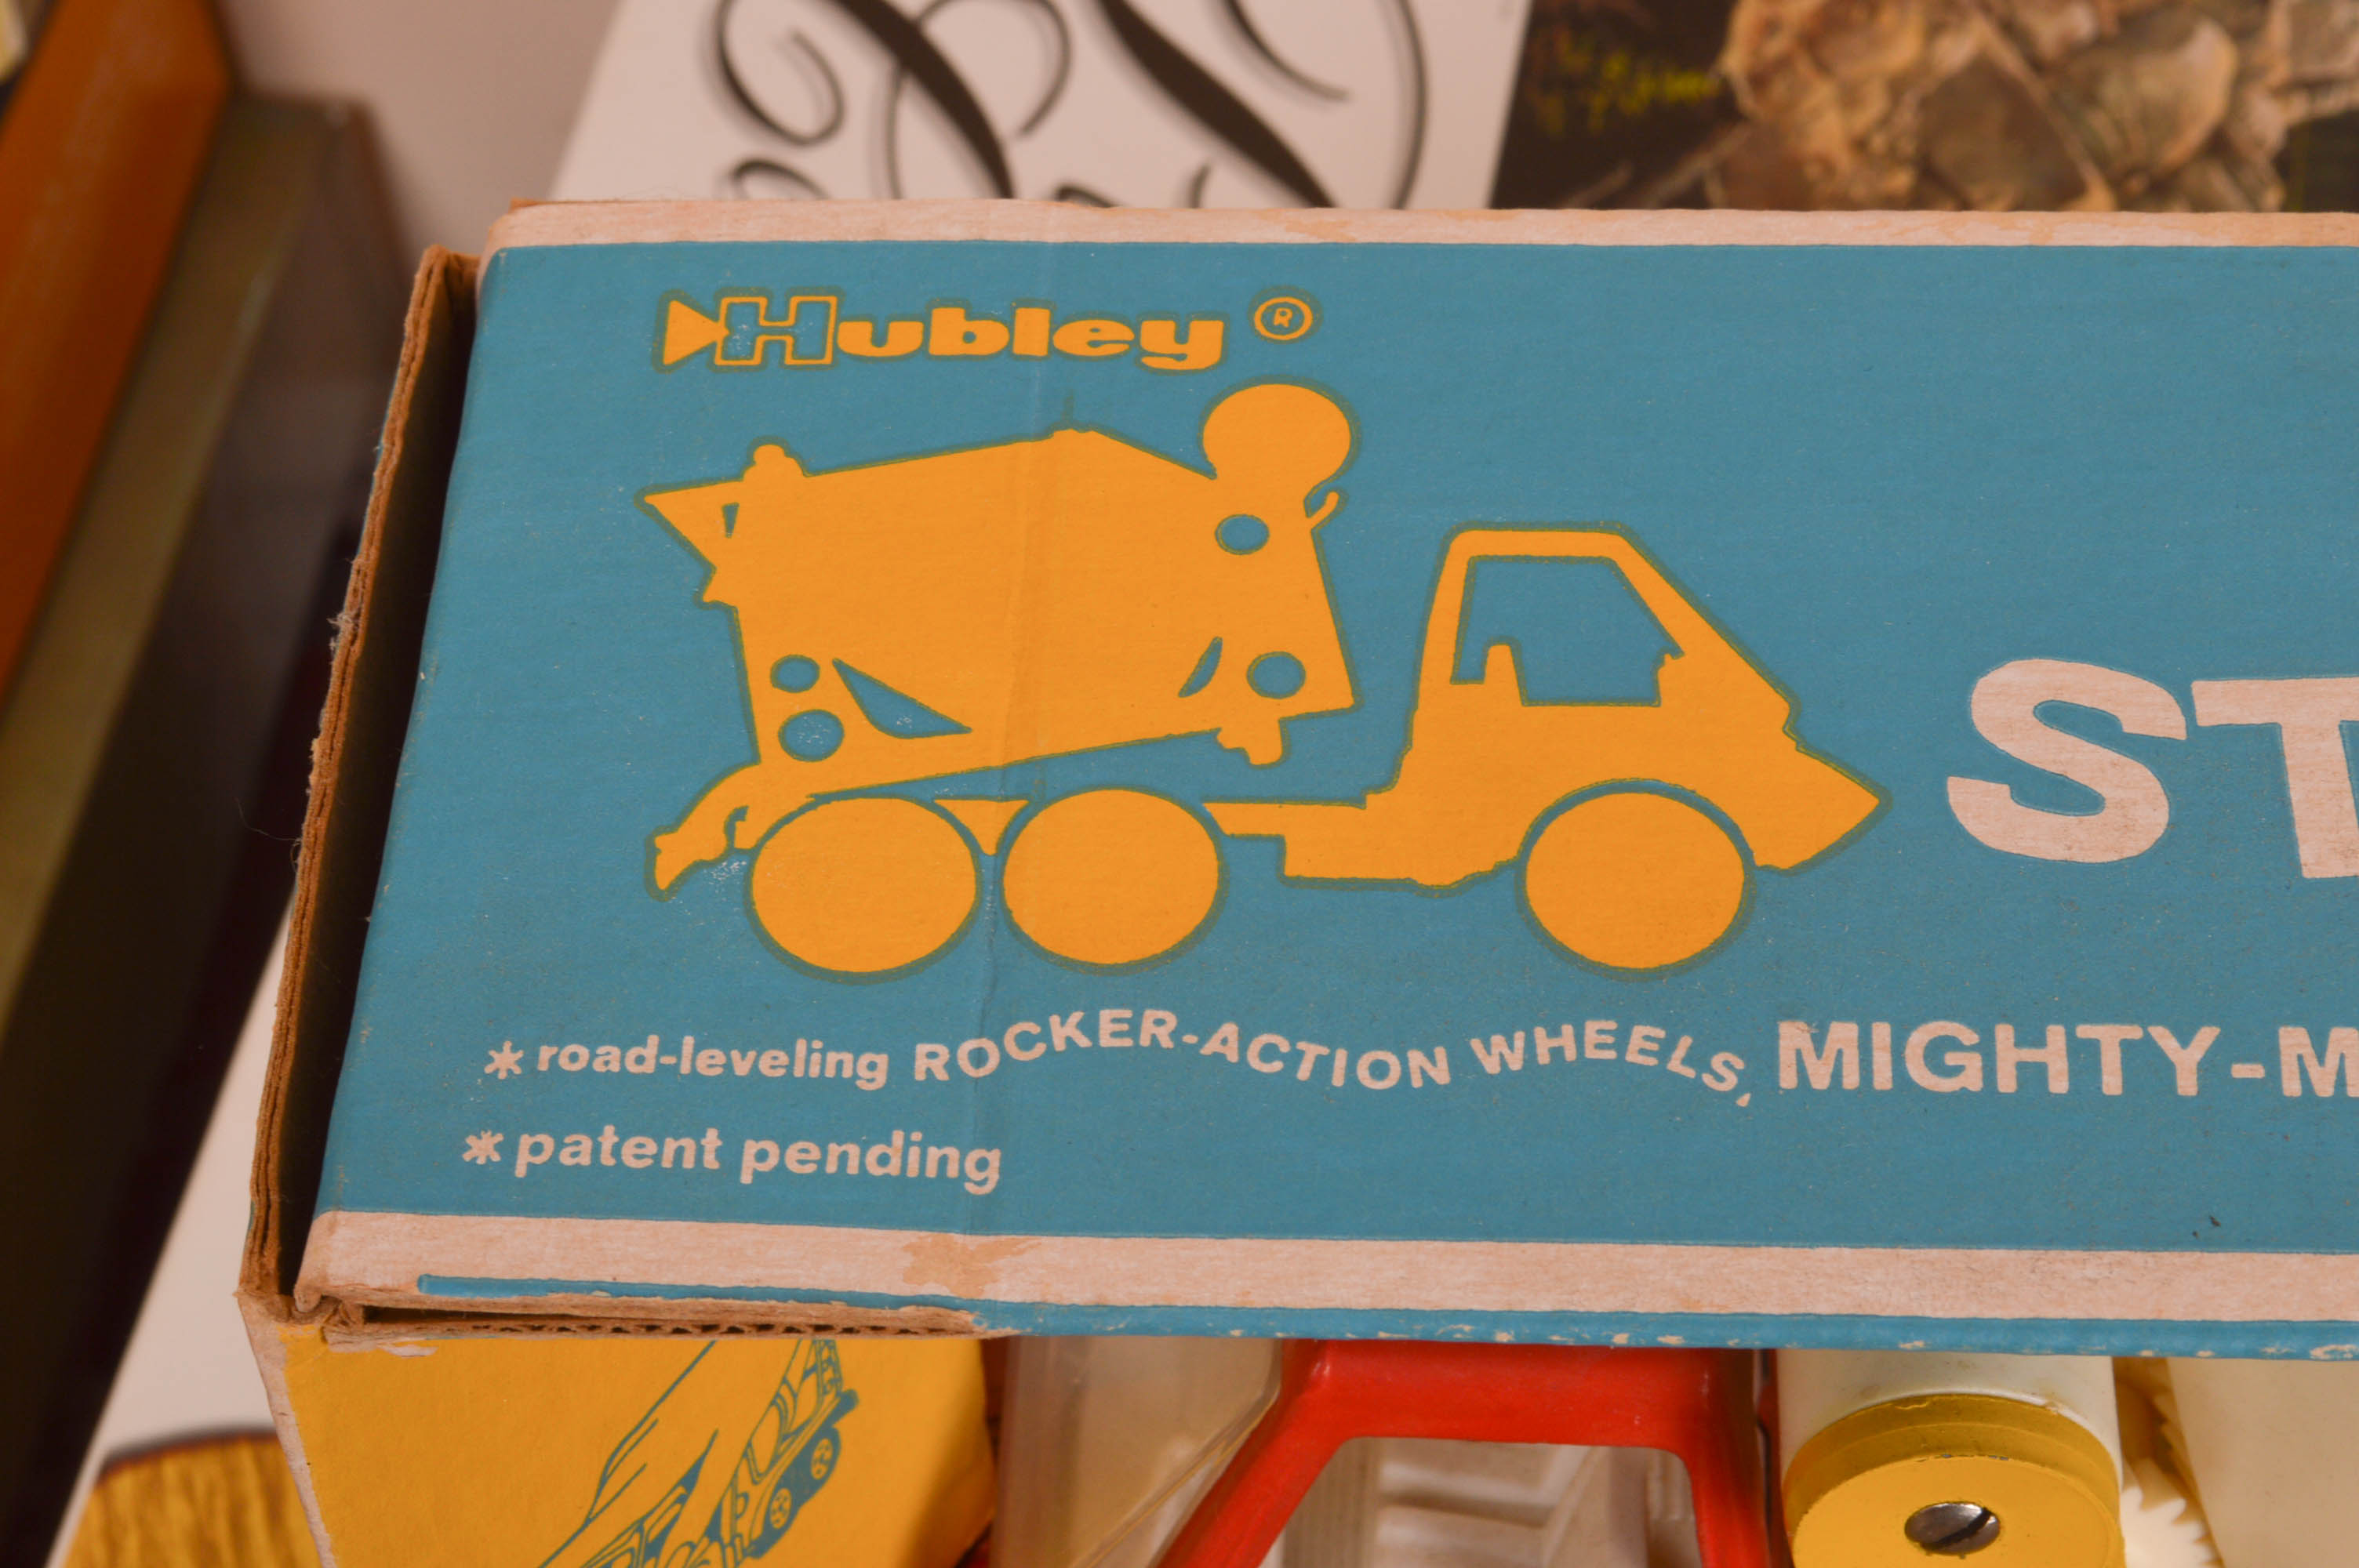 Hubley ®
ST
* road-leveling ROCKER-ACTION WHEELS, MIGHTY-M
* patent pending